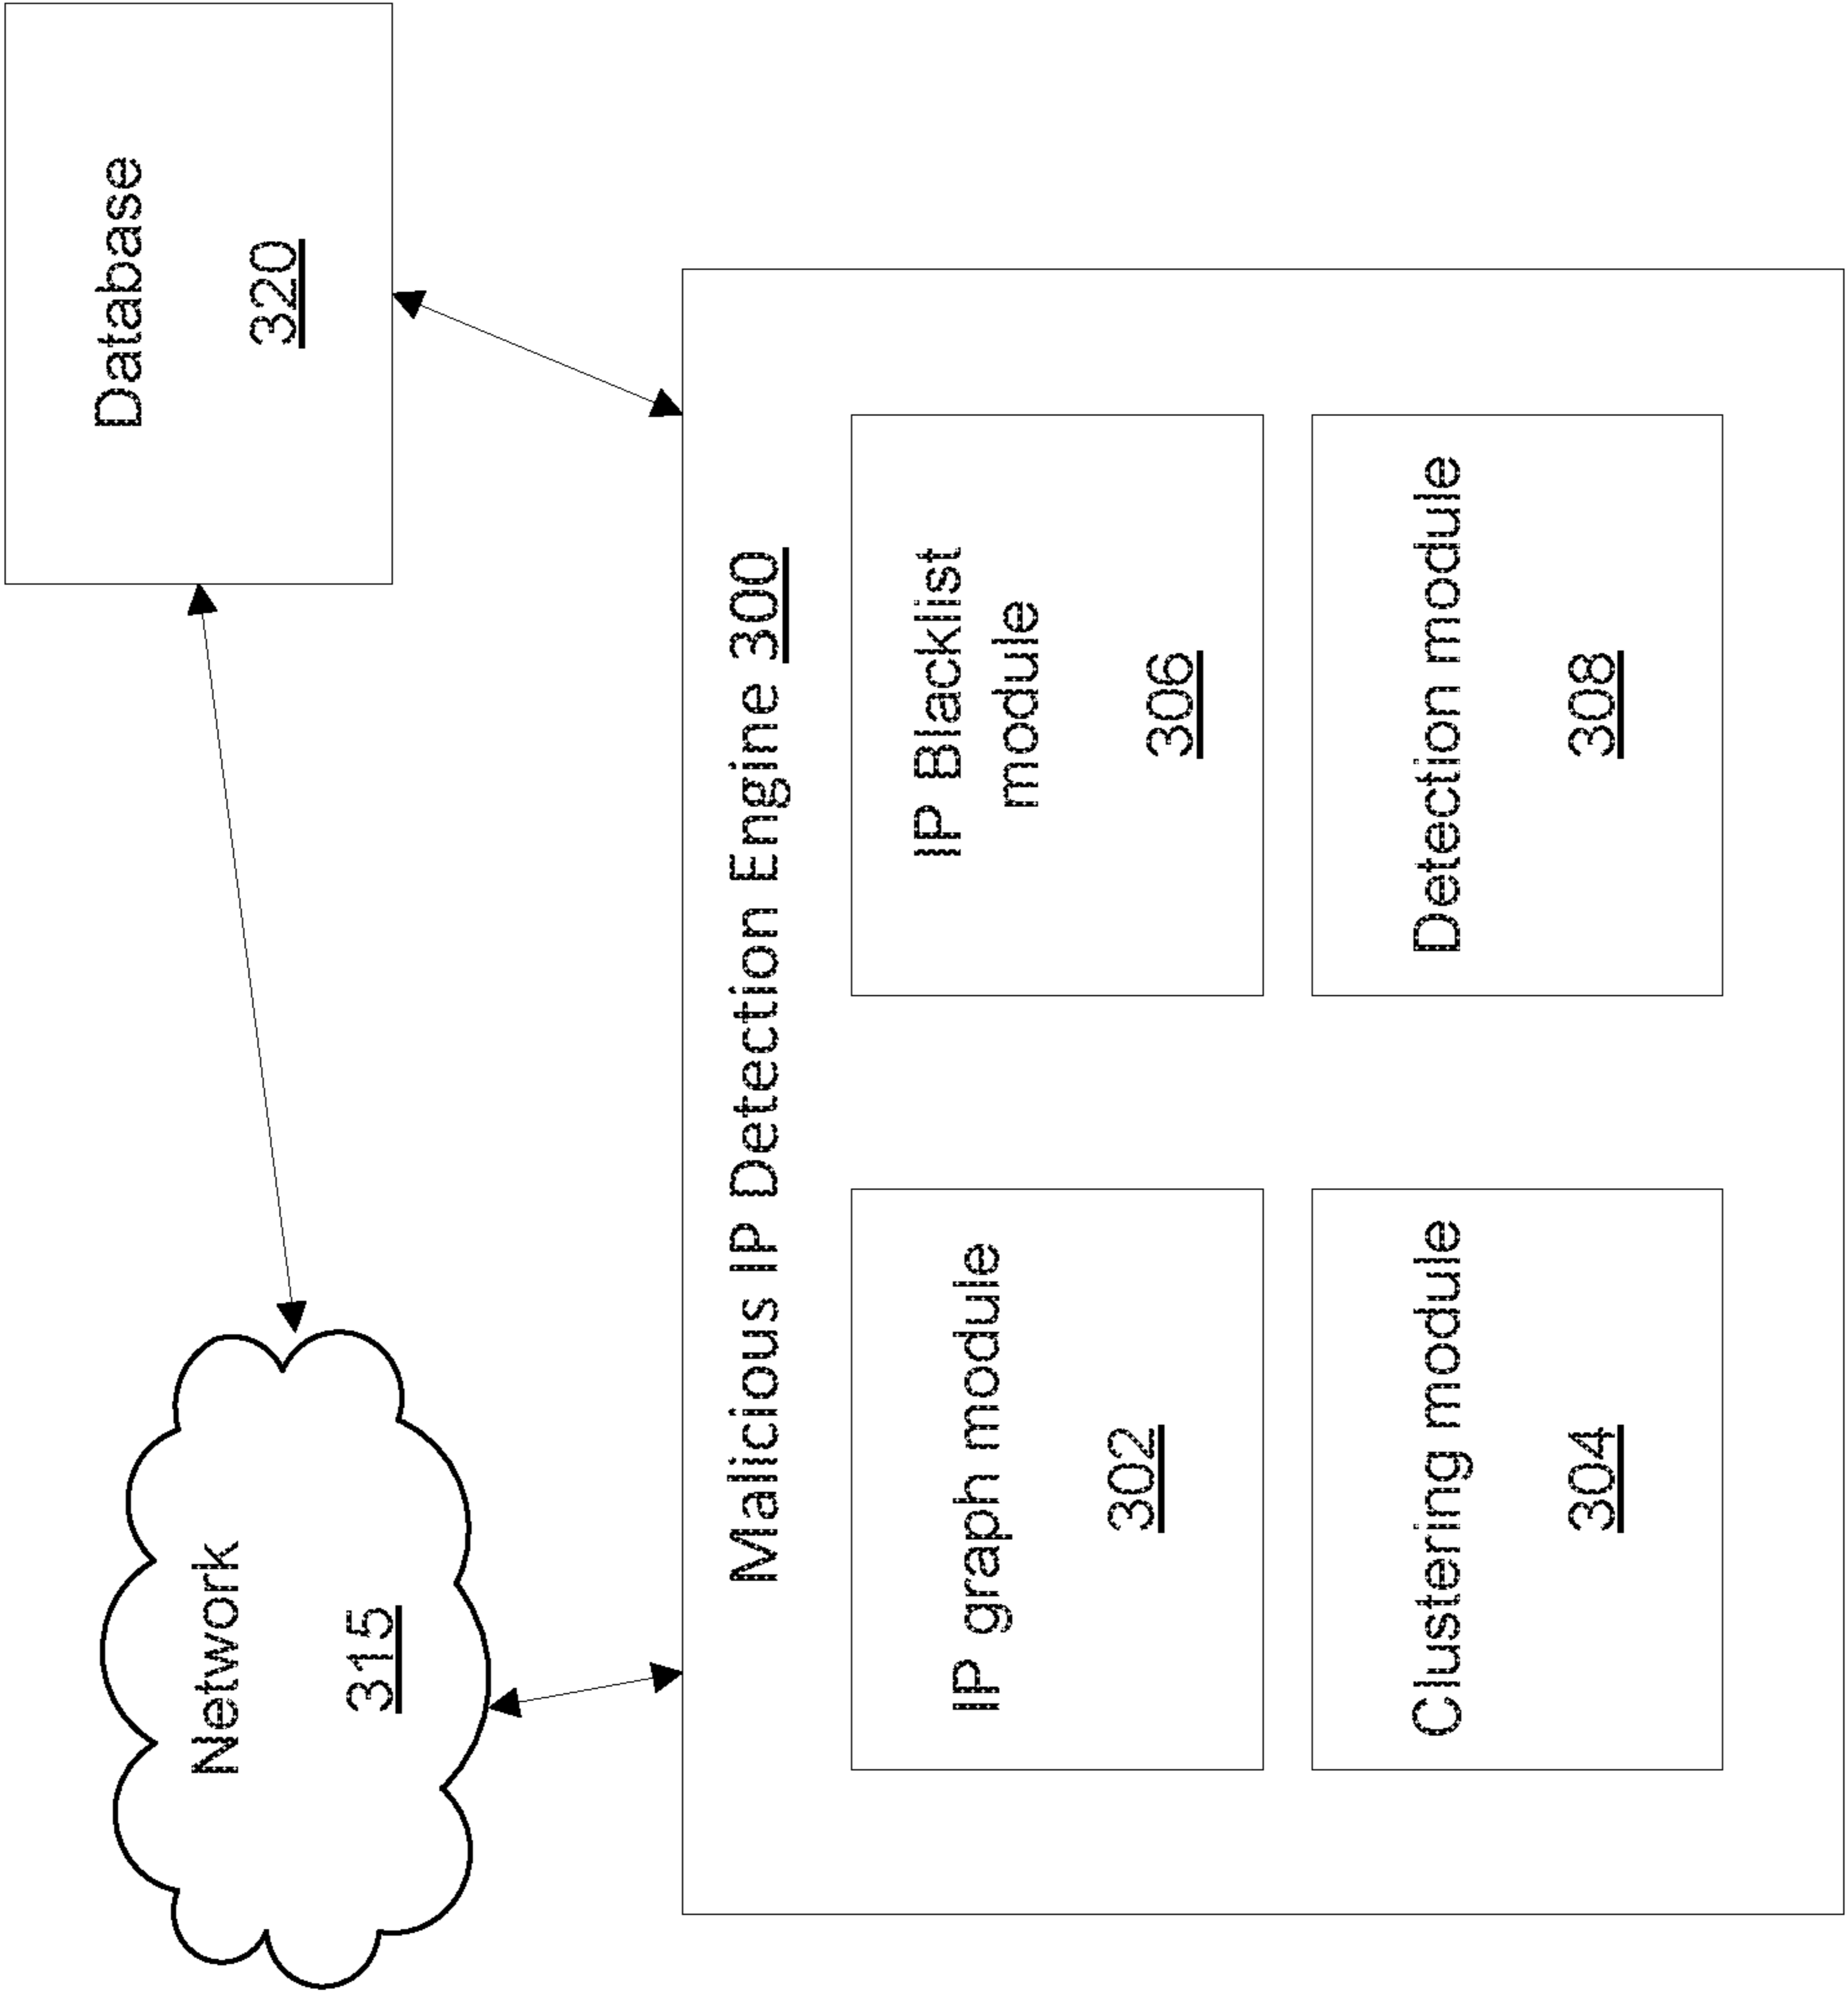 Network
315
Database
320
Malicious IP Detection Engine 300
IP graph module
302
IP Blacklist
module
306
Clustering module
304
Detection module
308